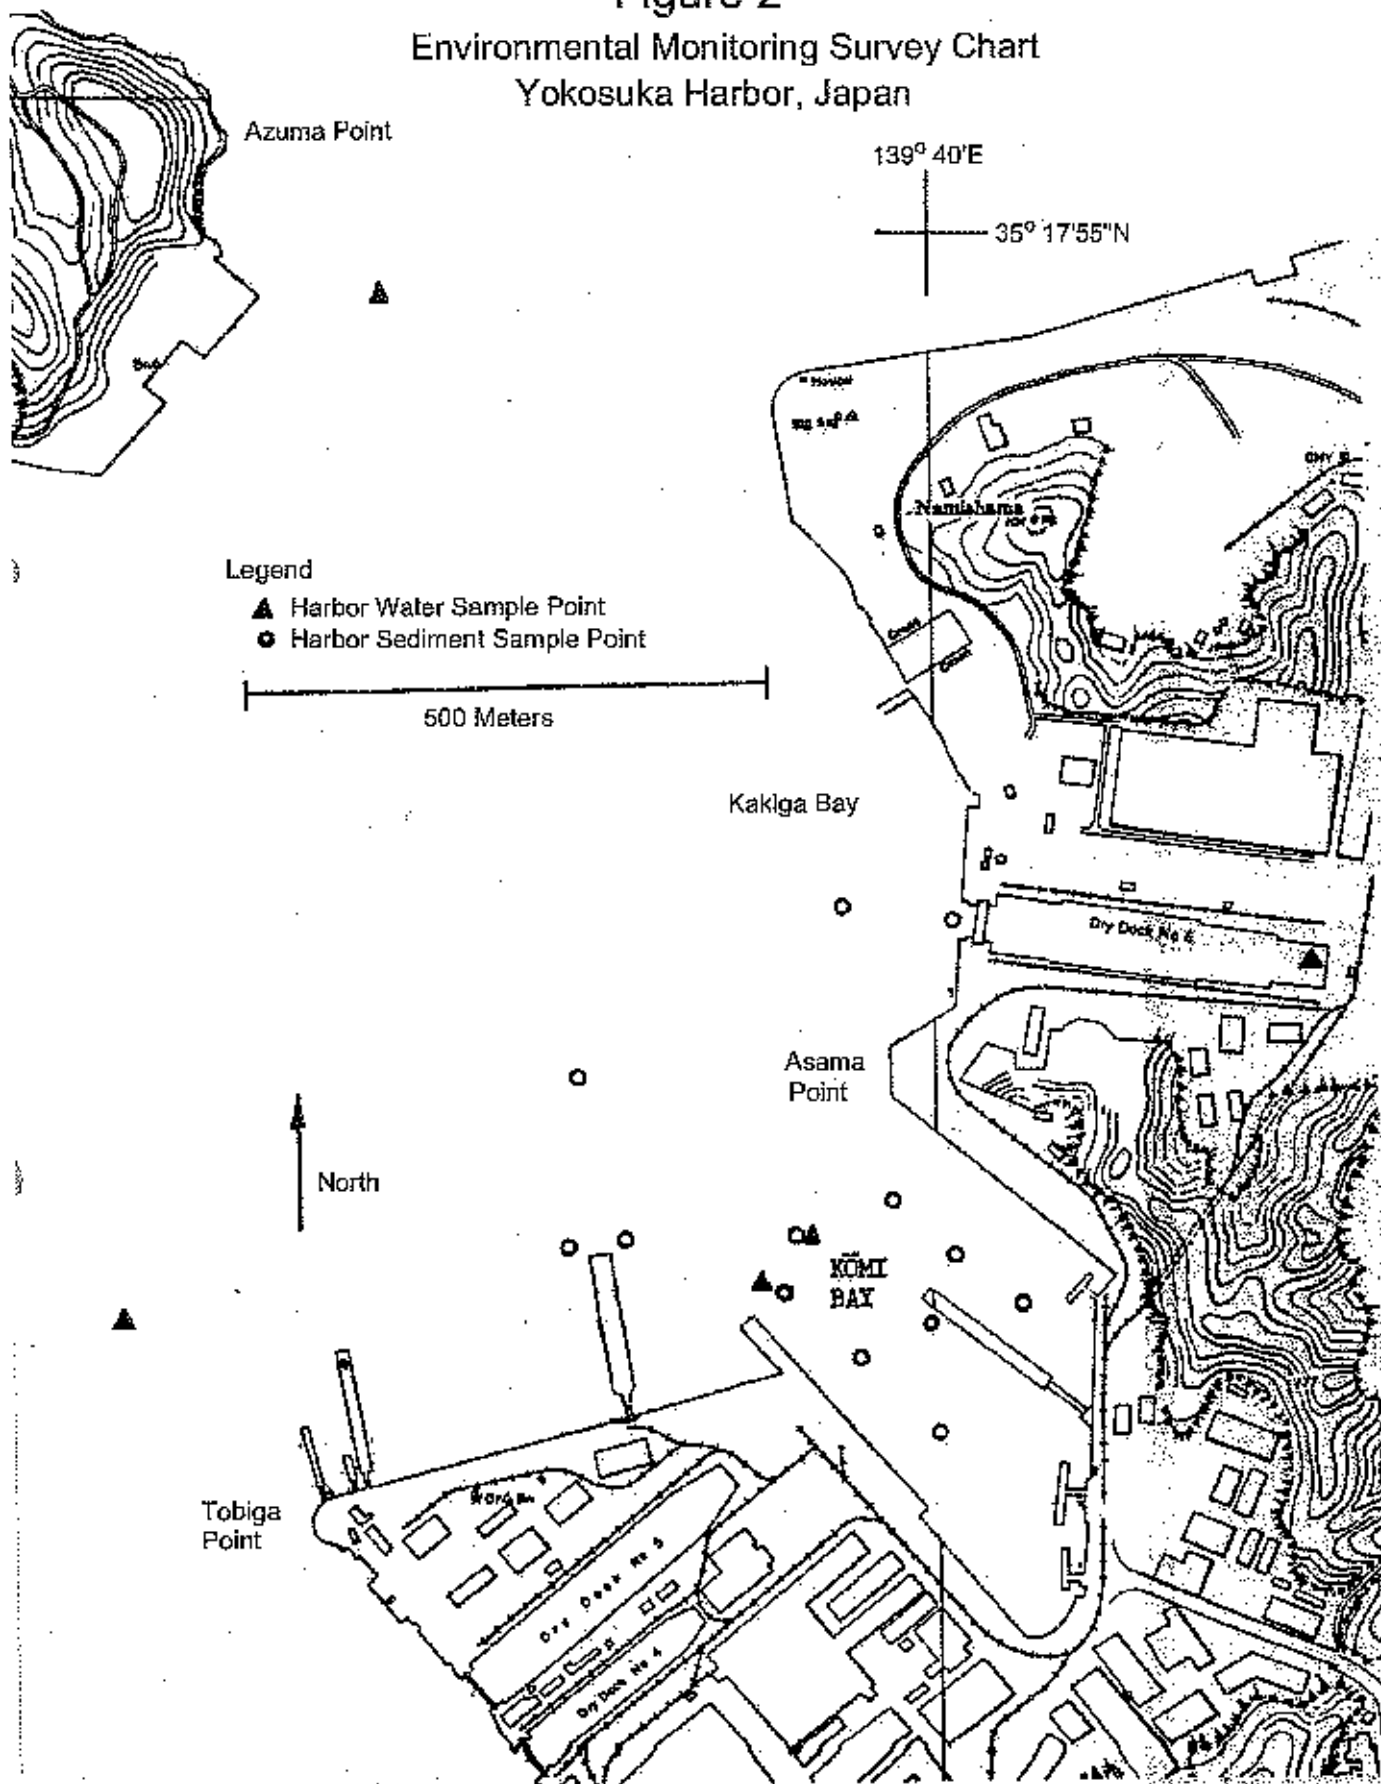 Figure 2
Environmental Monitoring Survey Chart
Yokosuka Harbor, Japan
Azuma Point
139° 40'E
35° 17'55"N
Legend
Harbor Water Sample Point
Harbor Sediment Sample Point
500 Meters
Kakiga Bay
Dry Dock No 6
Asama
Point
North
KŌMI
BAY
Tobiga
Point
Dry Dock No 5
Dry Dock No 4